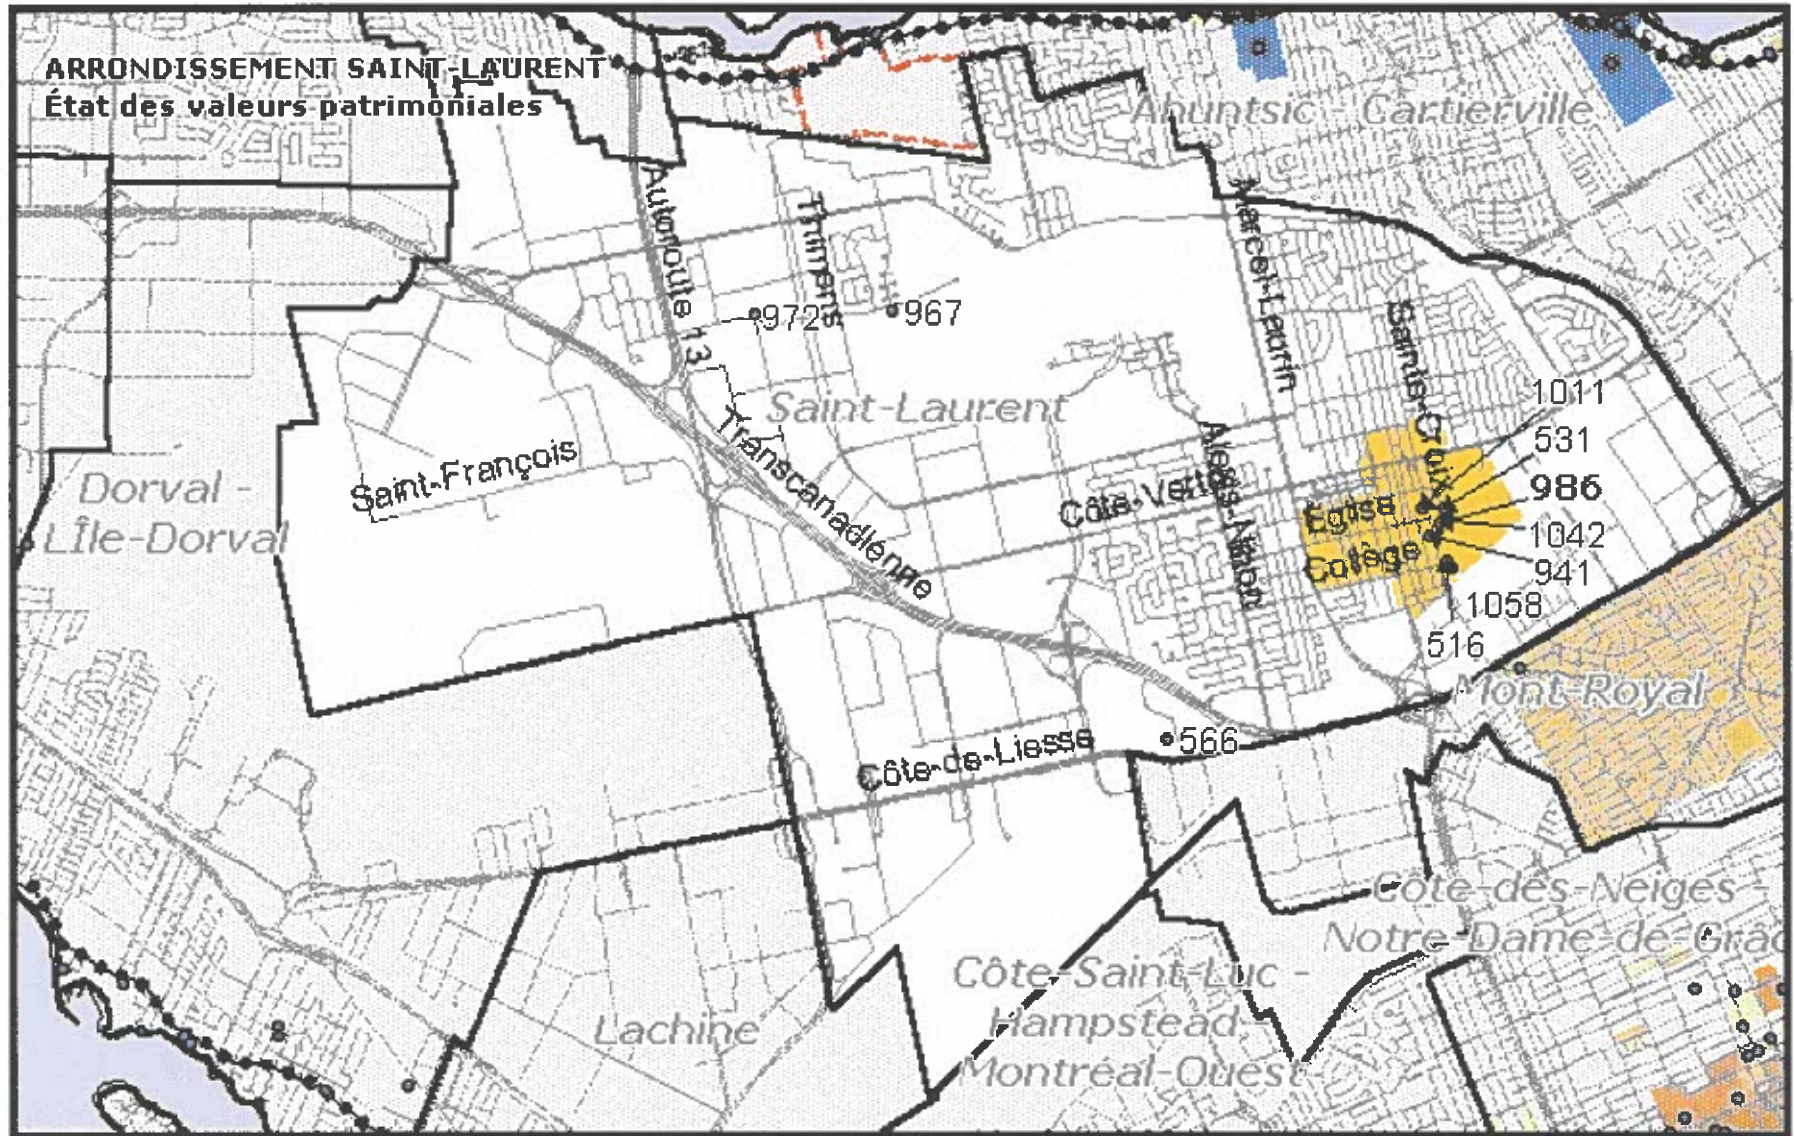 ARRONDISSEMENT SAINT-LAURENT
État des valeurs patrimoniales
Ahuntsic - Cartierville
Autoroute 13
Thimens
Marcel-Laurin
972
967
Sainte-Croix
1011
Saint-Laurent
531
Transcanadienne
Alexis-Nihon
Saint-François
Dorval -
L'Île-Dorval
Côte-Vertu
986
Église
1042
Collège
941
1058
516
Mont-Royal
566
Côte-de-Liesse
Côte-des-Neiges -
Notre-Dame-de-Grâc
Côte-Saint-Luc -
Hampstead -
Montréal-Ouest
Lachine